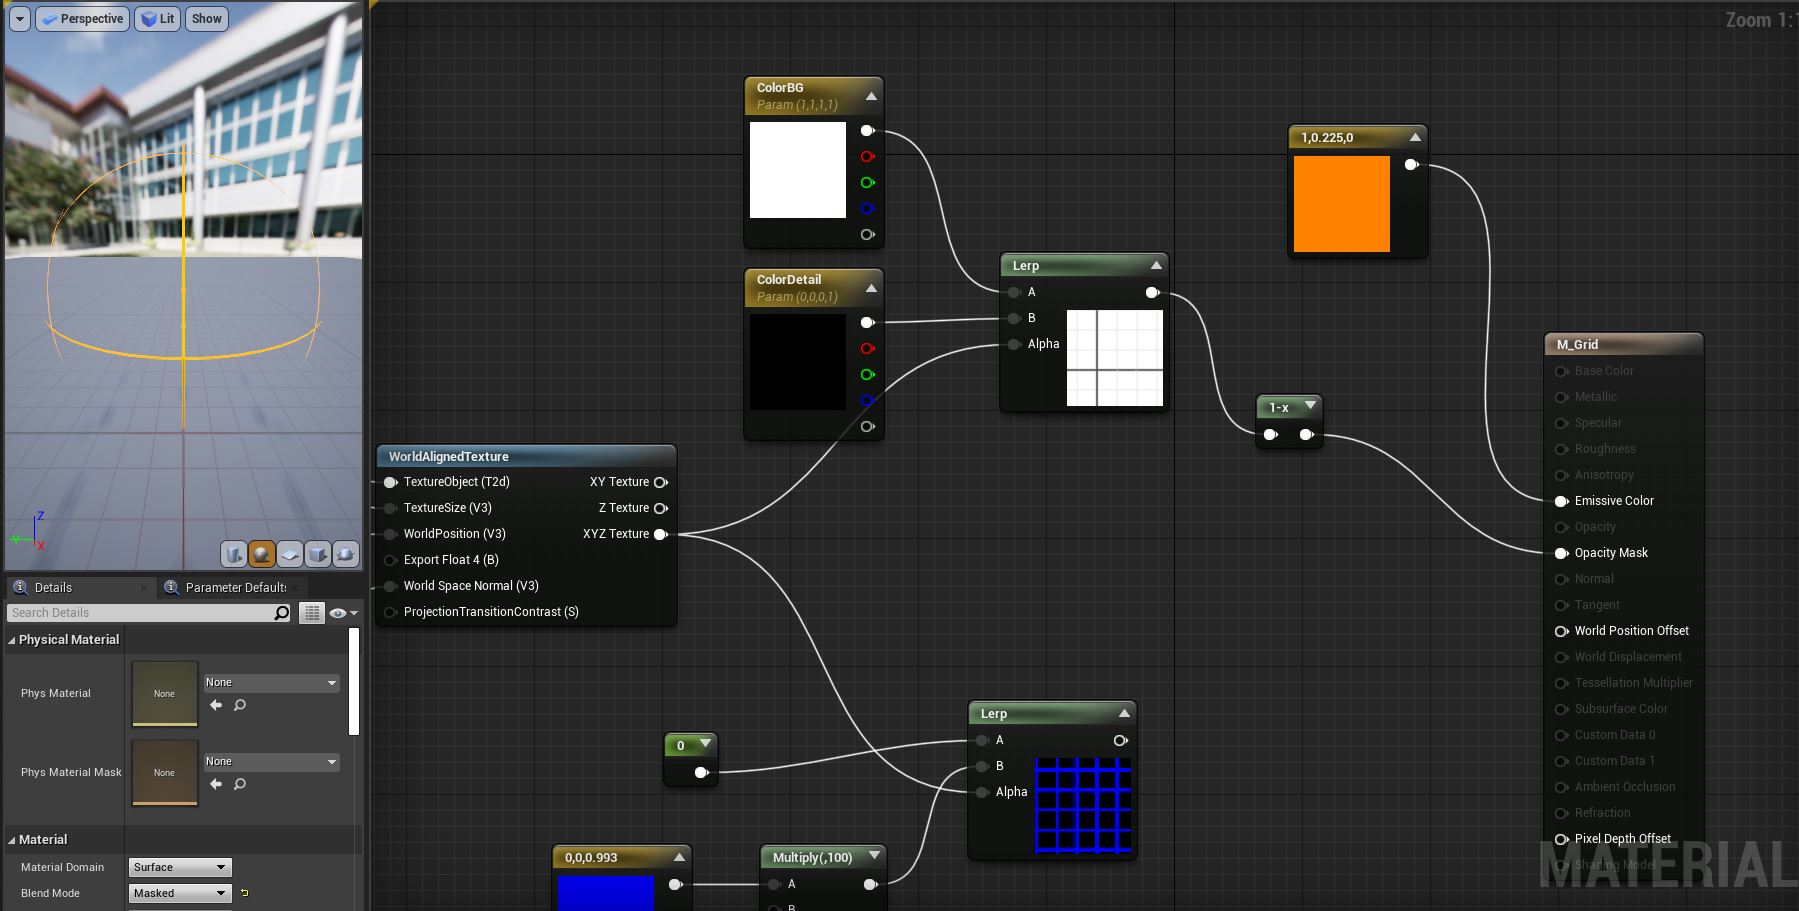 Perspective
Lit
Show
Zoom 1:
ColorBG
Param (1,1,1,1)
1,0.225,0
ColorDetail
Param (0,0,0,1)
Lerp
A
B
Alpha
M_Grid
Base Color
Metallic
Specular
Roughness
Anisotropy
Emissive Color
Opacity
Opacity Mask
Normal
Tangent
World Position Offset
World Displacement
Tessellation Multiplier
Subsurface Color
Custom Data 0
Custom Data 1
Ambient Occlusion
Refraction
Pixel Depth Offset
Shading Model
1-x
WorldAlignedTexture
TextureObject (T2d)
XY Texture
TextureSize (V3)
Z Texture
WorldPosition (V3)
XYZ Texture
Export Float 4 (B)
World Space Normal (V3)
ProjectionTransitionContrast (S)
Z
Y
X
Details
Parameter Defaults
Search Details
Physical Material
Phys Material
None
None
Phys Material Mask
None
None
Material
Material Domain
Surface
Blend Mode
Masked
0
Lerp
A
B
Alpha
0,0,0.993
Multiply(,100)
A
B
MATERIAL